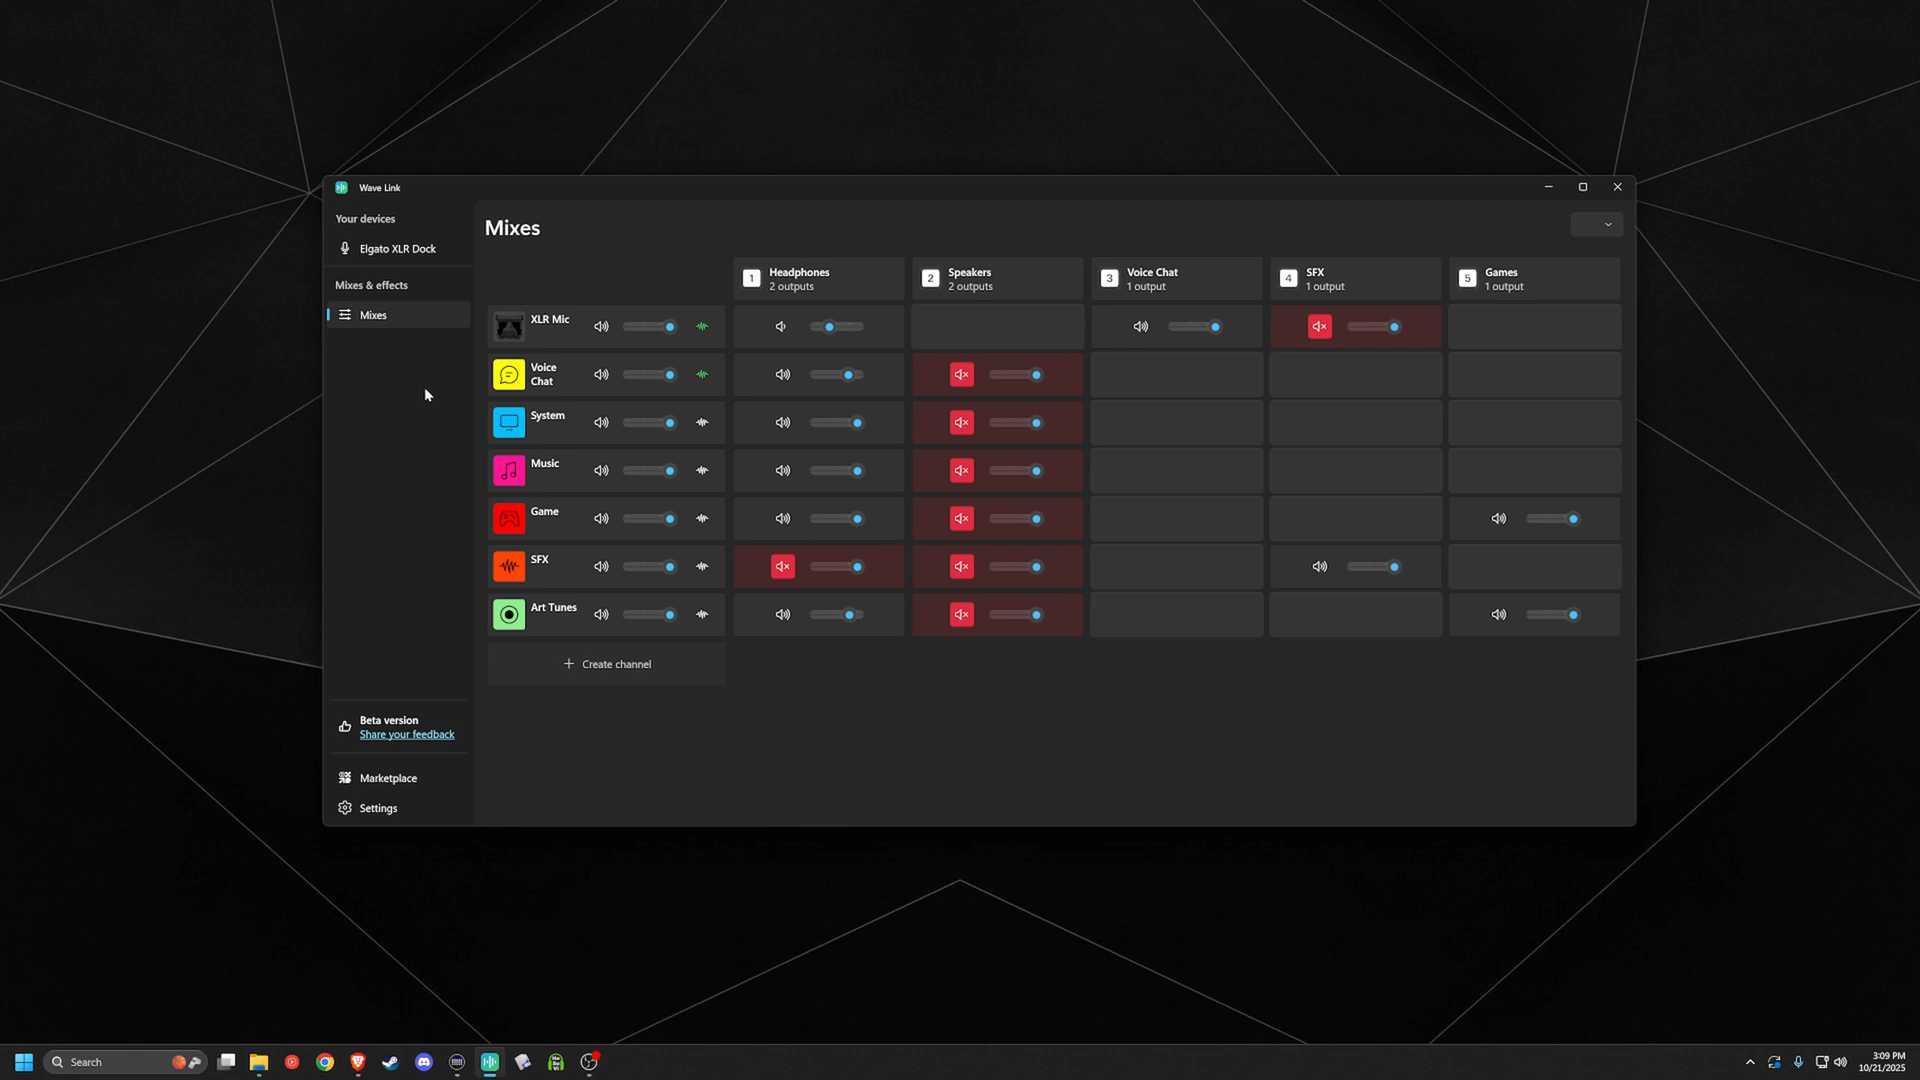 Wave Link
Your devices
Elgato XLR Dock
Mixes & effects
Mixes
Beta version
Share your feedback
Marketplace
Settings
Mixes
1 Headphones
2 outputs
2 Speakers
2 outputs
3 Voice Chat
1 output
4 SFX
1 output
5 Games
1 output
XLR Mic
Voice
Chat
System
Music
Game
SFX
Art Tunes
+ Create channel
Search
3:09 PM
10/21/2025